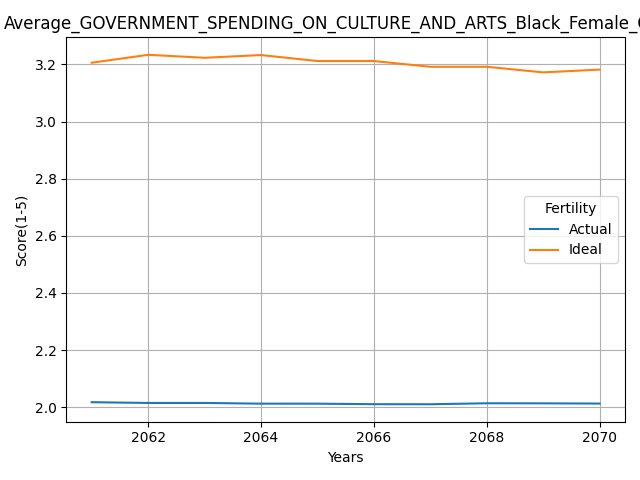 Average_GOVERNMENT_SPENDING_ON_CULTURE_AND_ARTS_Black_Female_
3.2
3.0
2.8
2.6
2.4
2.2
2.0
Score(1-5)
Fertility
Actual
Ideal
2062 2064 2066 2068 2070
Years